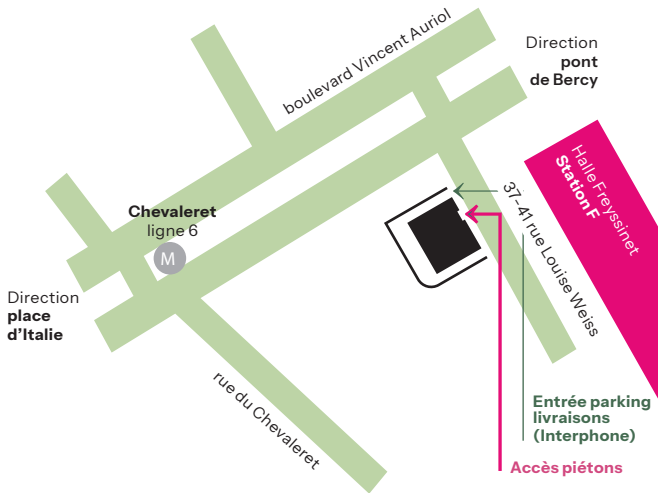 boulevard Vincent Auriol
Direction
pont
de Bercy
Halle Freyssinet
Station F
37-41 rue Louise Weiss
Chevaleret
ligne 6
M
Direction
place
d'Italie
rue du Chevaleret
Entrée parking
livraisons
(Interphone)
Accès piétons